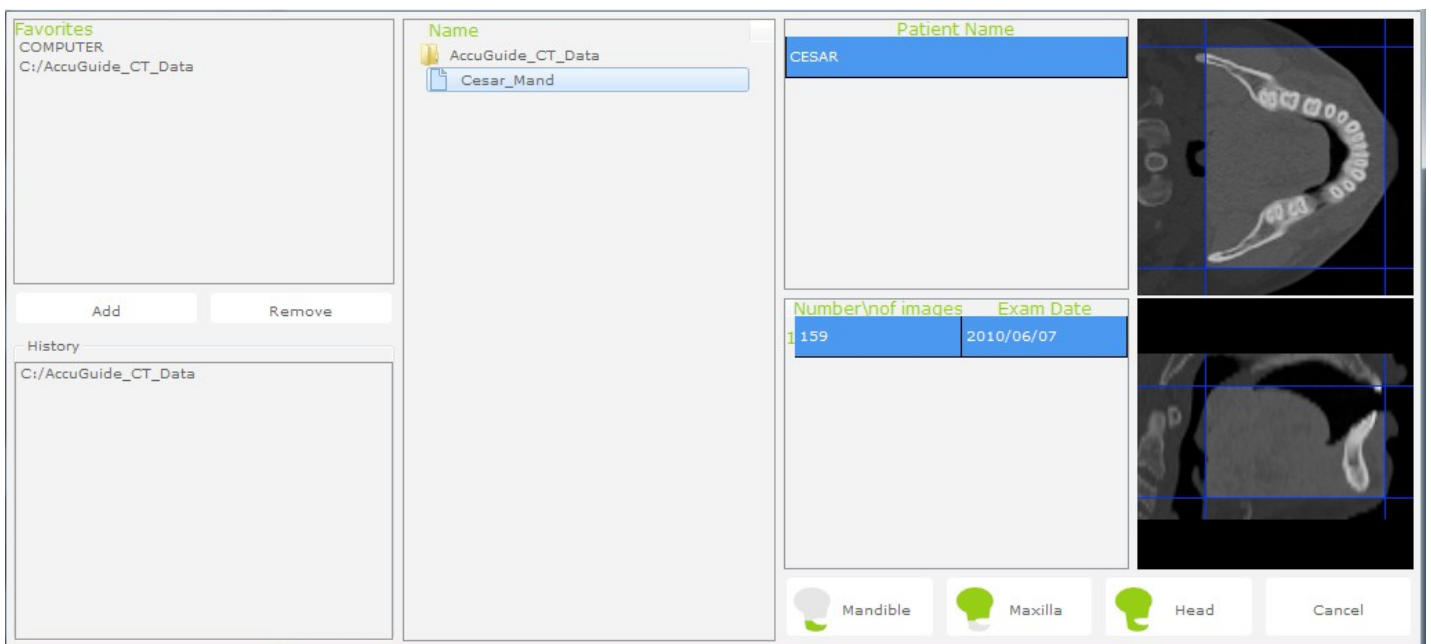 Favorites
COMPUTER
C:/AccuGuide_CT_Data
Add
Remove
History
C:/AccuGuide_CT_Data
Name
AccuGuide_CT_Data
Cesar_Mand
Patient Name
CESAR
Number\nof images Exam Date
1 159 2010/06/07
Mandible
Maxilla
Head
Cancel